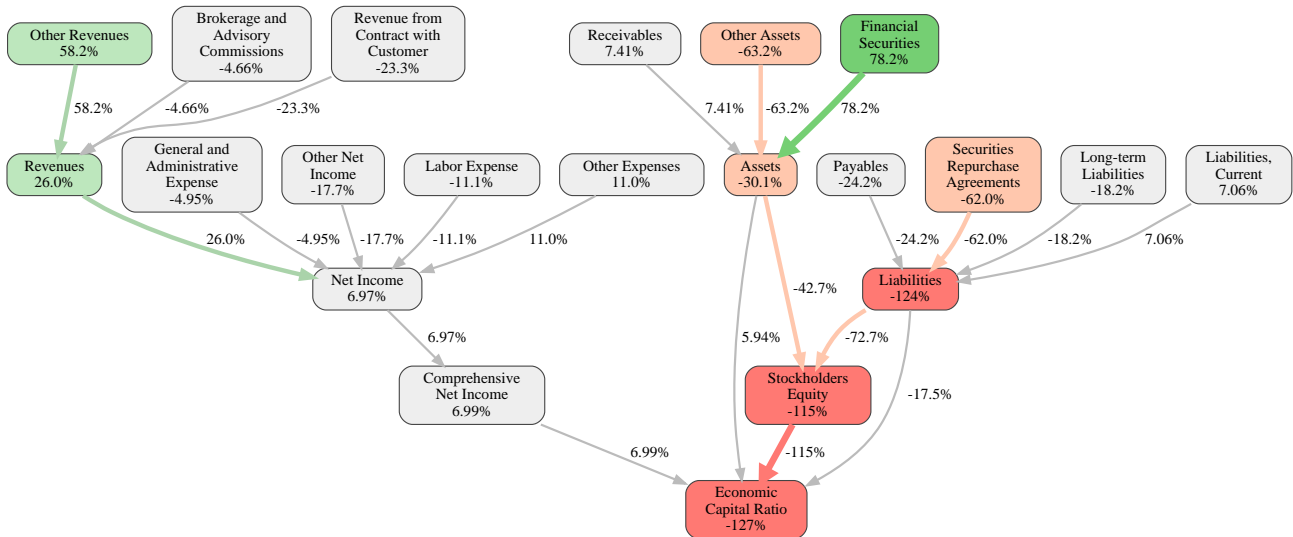 Other Revenues
58.2%
Brokerage and
Advisory
Commissions
-4.66%
Revenue from
Contract with
Customer
-23.3%
Receivables
7.41%
Other Assets
-63.2%
Financial
Securities
78.2%
58.2%
-4.66%
-23.3%
7.41%
-63.2%
78.2%
Revenues
26.0%
General and
Administrative
Expense
-4.95%
Other Net
Income
-17.7%
Labor Expense
-11.1%
Other Expenses
11.0%
Assets
-30.1%
Payables
-24.2%
Securities
Repurchase
Agreements
-62.0%
Long-term
Liabilities
-18.2%
Liabilities,
Current
7.06%
26.0%
-4.95%
-17.7%
-11.1%
11.0%
-24.2%
-62.0%
-18.2%
7.06%
Net Income
6.97%
-42.7%
Liabilities
-124%
6.97%
5.94%
-72.7%
Comprehensive
Net Income
6.99%
Stockholders
Equity
-115%
-17.5%
6.99%
-115%
Economic
Capital Ratio
-127%